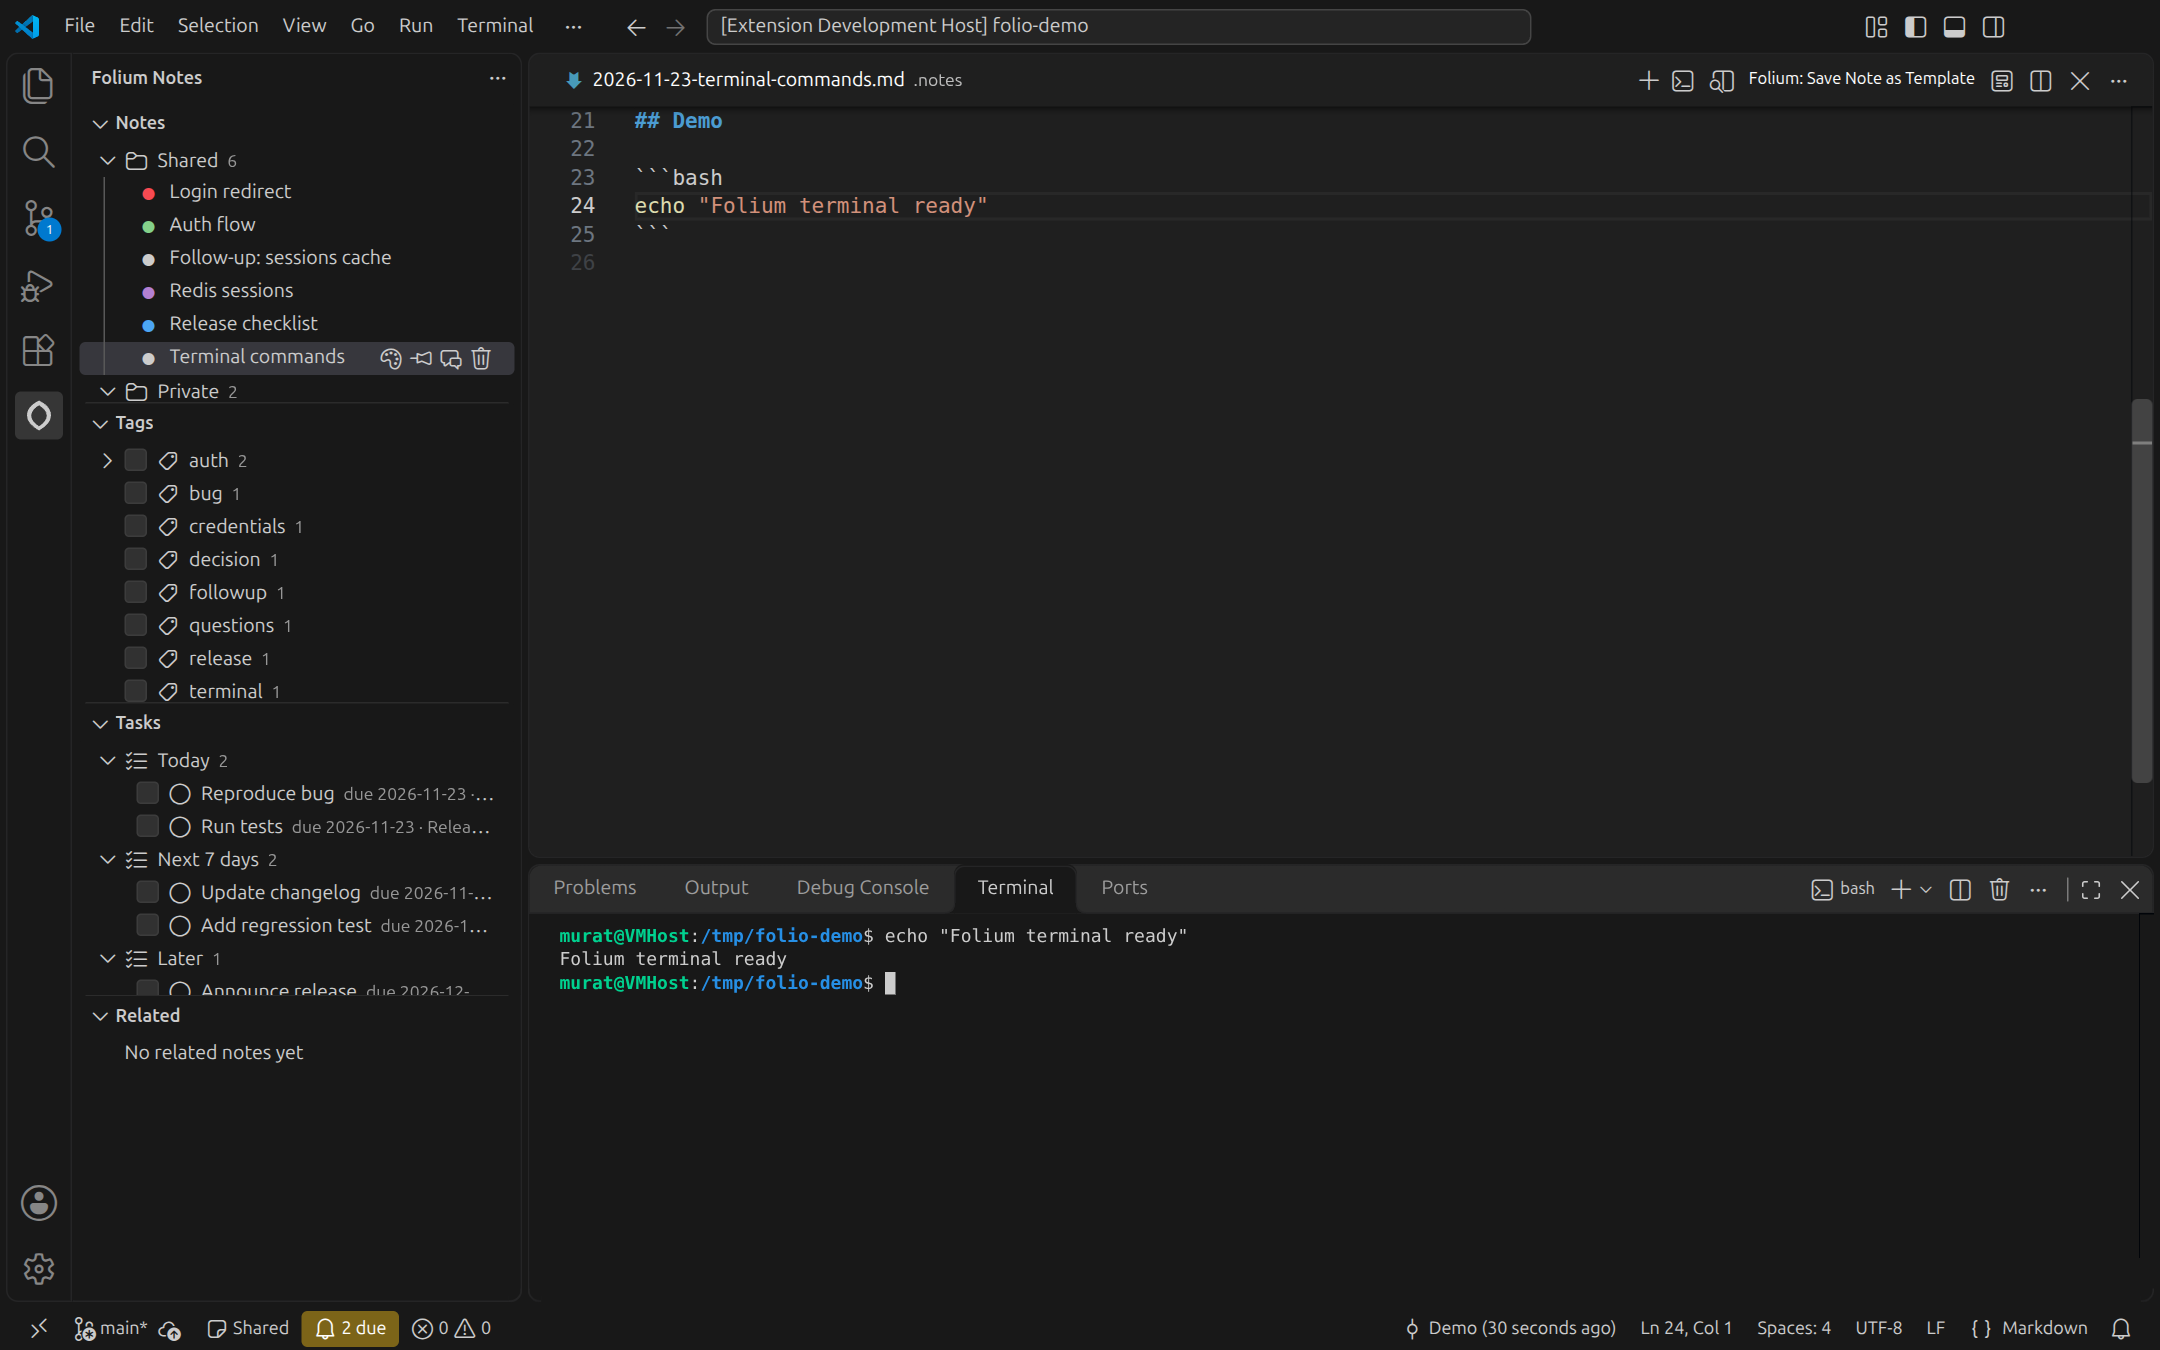 File Edit Selection View Go Run Terminal ···
[Extension Development Host] folio-demo
Folium Notes ···
Notes
Shared 6
Login redirect
Auth flow
Follow-up: sessions cache
Redis sessions
Release checklist
Terminal commands
Private 2
Tags
auth 2
bug 1
credentials 1
decision 1
followup 1
questions 1
release 1
terminal 1
Tasks
Today 2
Reproduce bug due 2026-11-23 ·...
Run tests due 2026-11-23 · Relea...
Next 7 days 2
Update changelog due 2026-11-...
Add regression test due 2026-1...
Later 1
Announce release due 2026-12-
Related
No related notes yet
1
2026-11-23-terminal-commands.md .notes
Folium: Save Note as Template
21 ## Demo
22
23 ```bash
24 echo "Folium terminal ready"
25 ```
26
Problems Output Debug Console Terminal Ports
bash
murat@VMHost:/tmp/folio-demo$ echo "Folium terminal ready"
Folium terminal ready
murat@VMHost:/tmp/folio-demo$
main* Shared 2 due 0 0
Demo (30 seconds ago) Ln 24, Col 1 Spaces: 4 UTF-8 LF { } Markdown